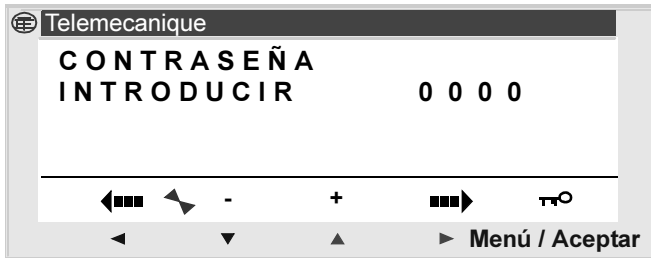 Telemecanique
CONTRASEÑA
INTRODUCIR 0000
- +
Menú / Aceptar